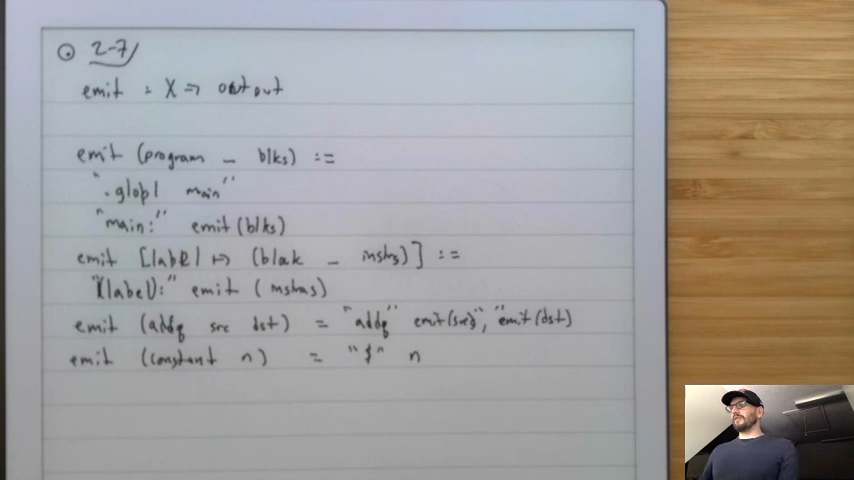 ⊙ 2-7/
emit : X => output
emit (program _ blks) :=
".globl main"
"main:" emit (blks)
emit [label ↦ (block _ instrs)] :=
"(label):" emit (instrs)
emit (addq src dst) = "addq" emit(src)", "emit(dst)
emit (constant n) = "$" n